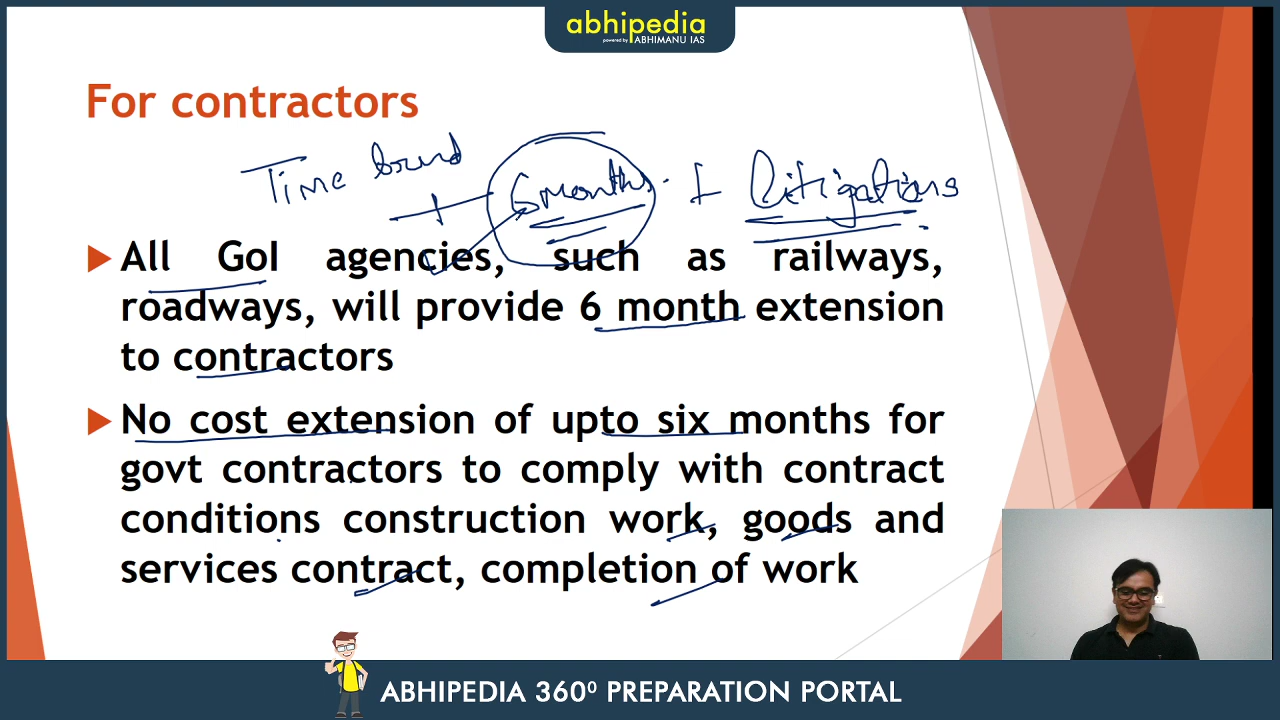 abhipedia
powered by ABHIMANU IAS
For contractors
Time bound
+ 6 months + Litigations
All GoI agencies, such as railways,
roadways, will provide 6 month extension
to contractors
No cost extension of upto six months for
govt contractors to comply with contract
conditions construction work, goods and
services contract, completion of work
ABHIPEDIA 360⁰ PREPARATION PORTAL